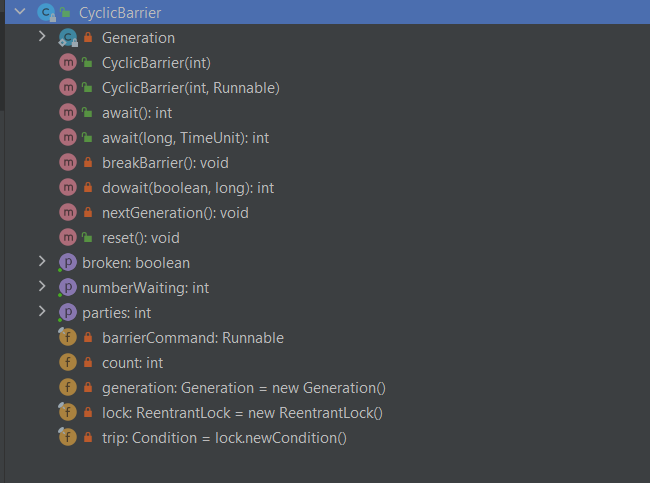 CyclicBarrier
Generation
CyclicBarrier(int)
CyclicBarrier(int, Runnable)
await(): int
await(long, TimeUnit): int
breakBarrier(): void
dowait(boolean, long): int
nextGeneration(): void
reset(): void
broken: boolean
numberWaiting: int
parties: int
barrierCommand: Runnable
count: int
generation: Generation = new Generation()
lock: ReentrantLock = new ReentrantLock()
trip: Condition = lock.newCondition()